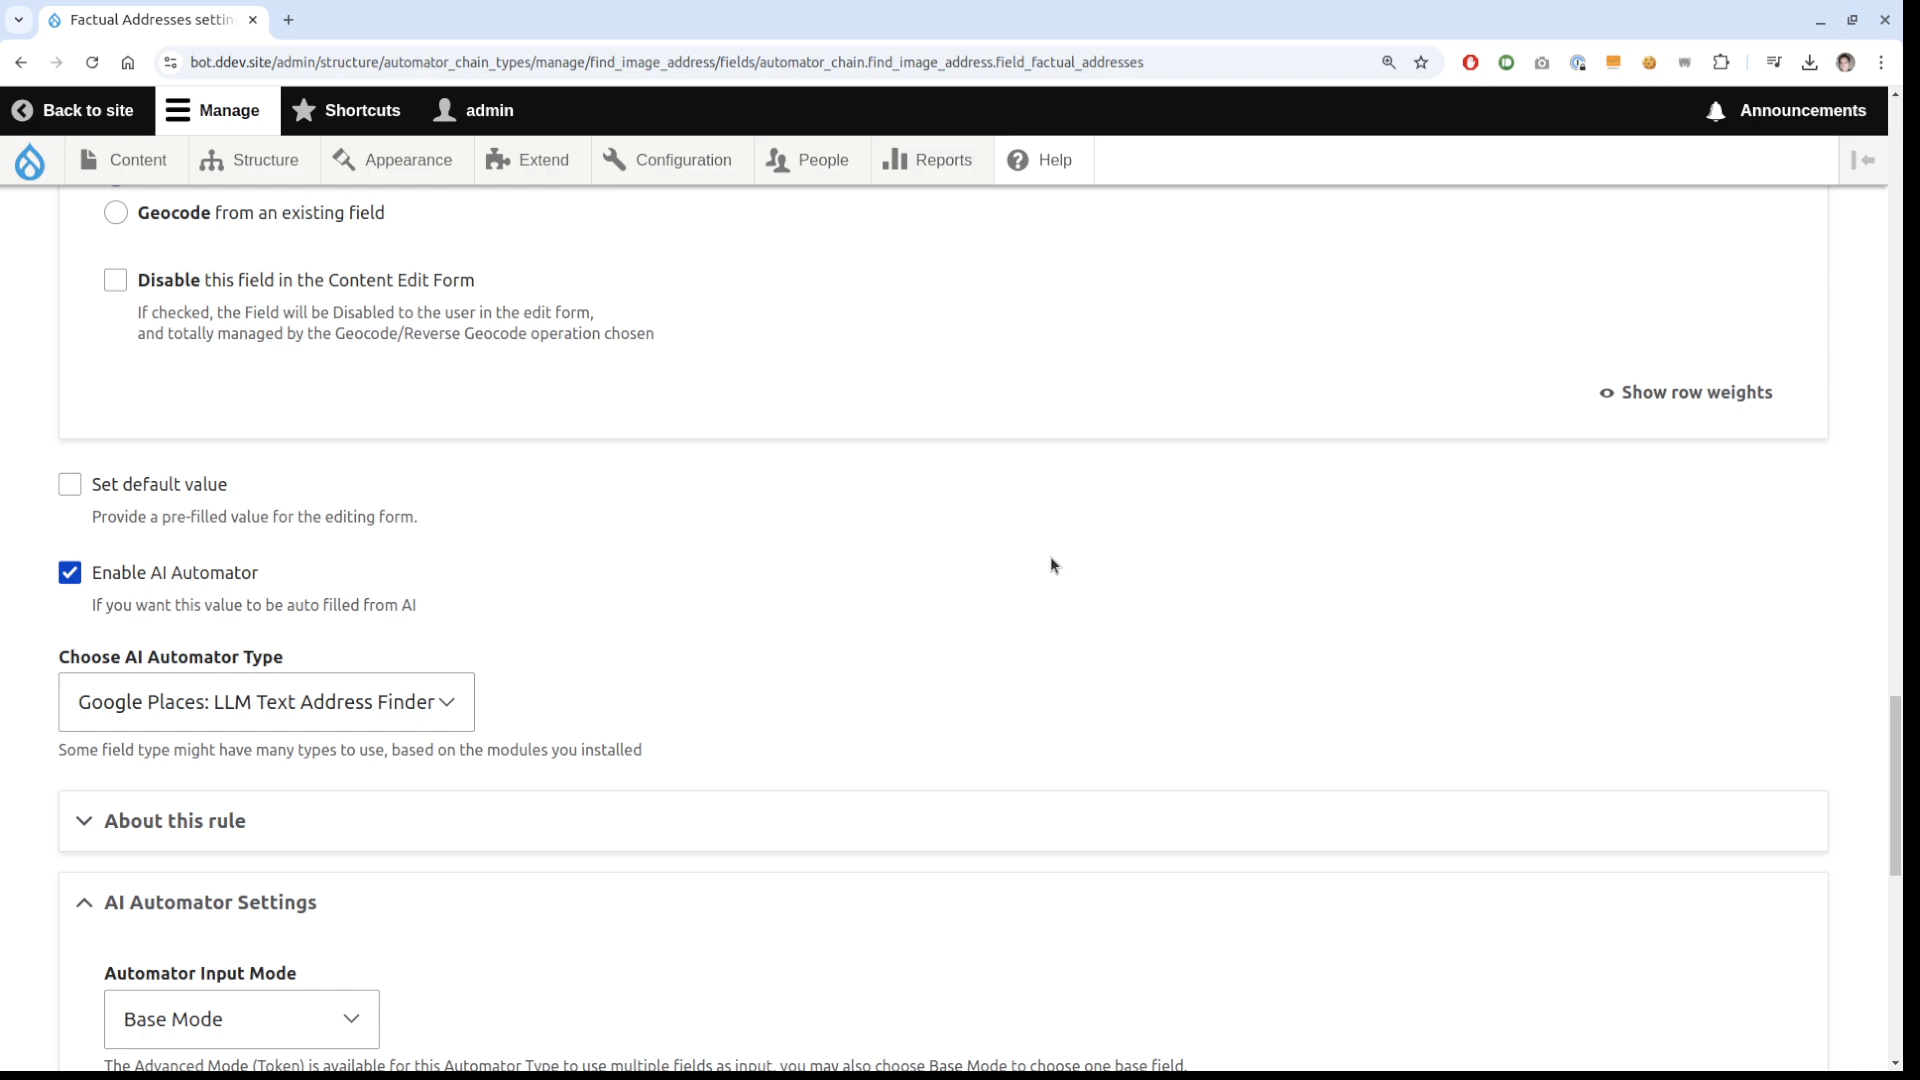 Factual Addresses settin
bot.ddev.site/admin/structure/automator_chain_types/manage/find_image_address/fields/automator_chain.find_image_address.field_factual_addresses
Back to site
Manage
Shortcuts
admin
Announcements
Content
Structure
Appearance
Extend
Configuration
People
Reports
Help
Geocode from an existing field
Disable this field in the Content Edit Form
If checked, the Field will be Disabled to the user in the edit form,
and totally managed by the Geocode/Reverse Geocode operation chosen
Show row weights
Set default value
Provide a pre-filled value for the editing form.
Enable AI Automator
If you want this value to be auto filled from AI
Choose AI Automator Type
Google Places: LLM Text Address Finder
Some field type might have many types to use, based on the modules you installed
About this rule
AI Automator Settings
Automator Input Mode
Base Mode
The Advanced Mode (Token) is available for this Automator Type to use multiple fields as input, you may also choose Base Mode to choose one base field.